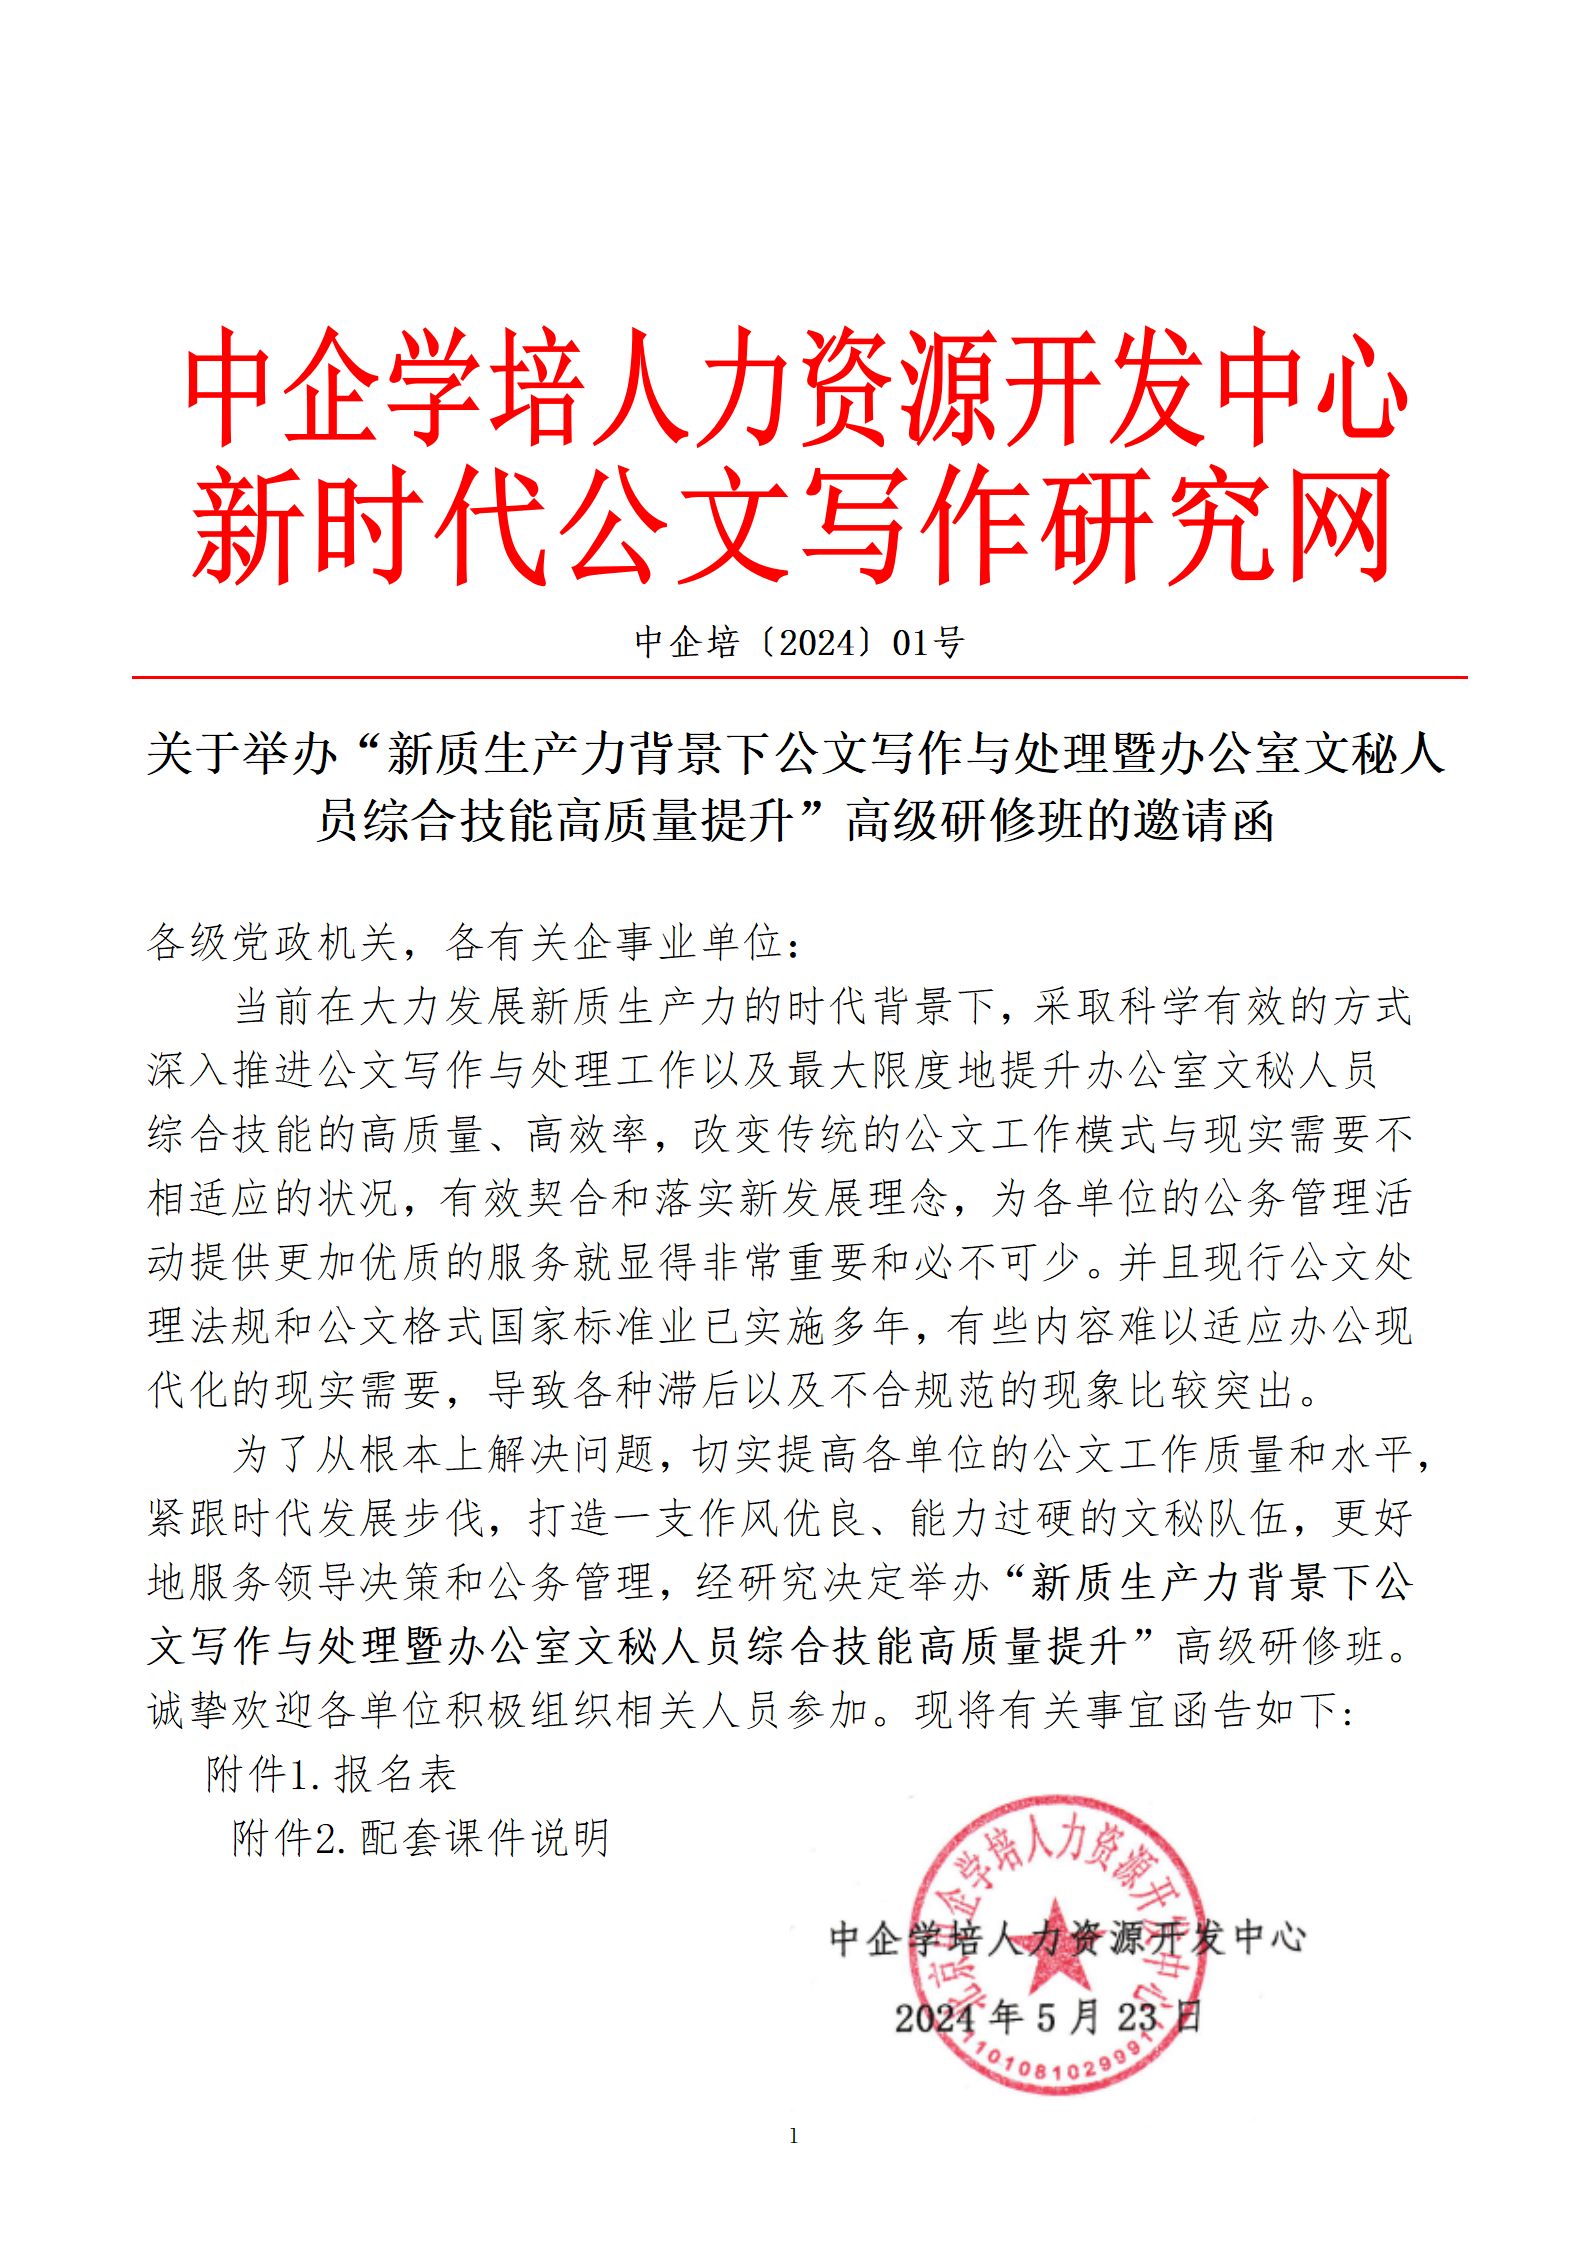 中企学培人力资源开发中心
新时代公文写作研究网
中企培〔2024〕01号
关于举办“新质生产力背景下公文写作与处理暨办公室文秘人
员综合技能高质量提升”高级研修班的邀请函
各级党政机关，各有关企事业单位：
当前在大力发展新质生产力的时代背景下，采取科学有效的方式
深入推进公文写作与处理工作以及最大限度地提升办公室文秘人员
综合技能的高质量、高效率，改变传统的公文工作模式与现实需要不
相适应的状况，有效契合和落实新发展理念，为各单位的公务管理活
动提供更加优质的服务就显得非常重要和必不可少。并且现行公文处
理法规和公文格式国家标准业已实施多年，有些内容难以适应办公现
代化的现实需要，导致各种滞后以及不合规范的现象比较突出。
为了从根本上解决问题，切实提高各单位的公文工作质量和水平，
紧跟时代发展步伐，打造一支作风优良、能力过硬的文秘队伍，更好
地服务领导决策和公务管理，经研究决定举办“新质生产力背景下公
文写作与处理暨办公室文秘人员综合技能高质量提升”高级研修班。
诚挚欢迎各单位积极组织相关人员参加。现将有关事宜函告如下:
附件1.报名表
附件2.配套课件说明
北京中企学培人力资源开发中心
中企学培人力资源开发中心
2024 年 5 月 23 日
1101081029991
1